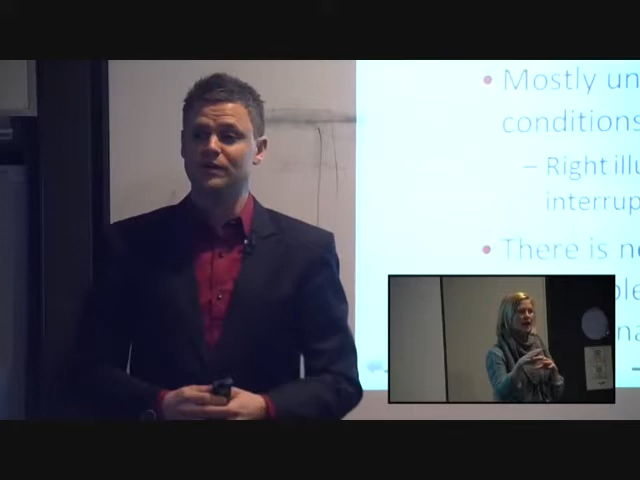 • Mostly un
conditions
– Right illu
interrup
• There is